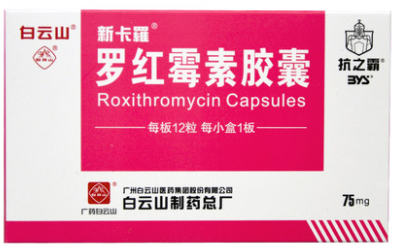 白云山®
新卡羅®
罗红霉素胶囊
Roxithromycin Capsules
每板12粒 每小盒1板
抗之霸®
BYS®
广药白云山
广州白云山医药集团股份有限公司
白云山制药总厂
75mg